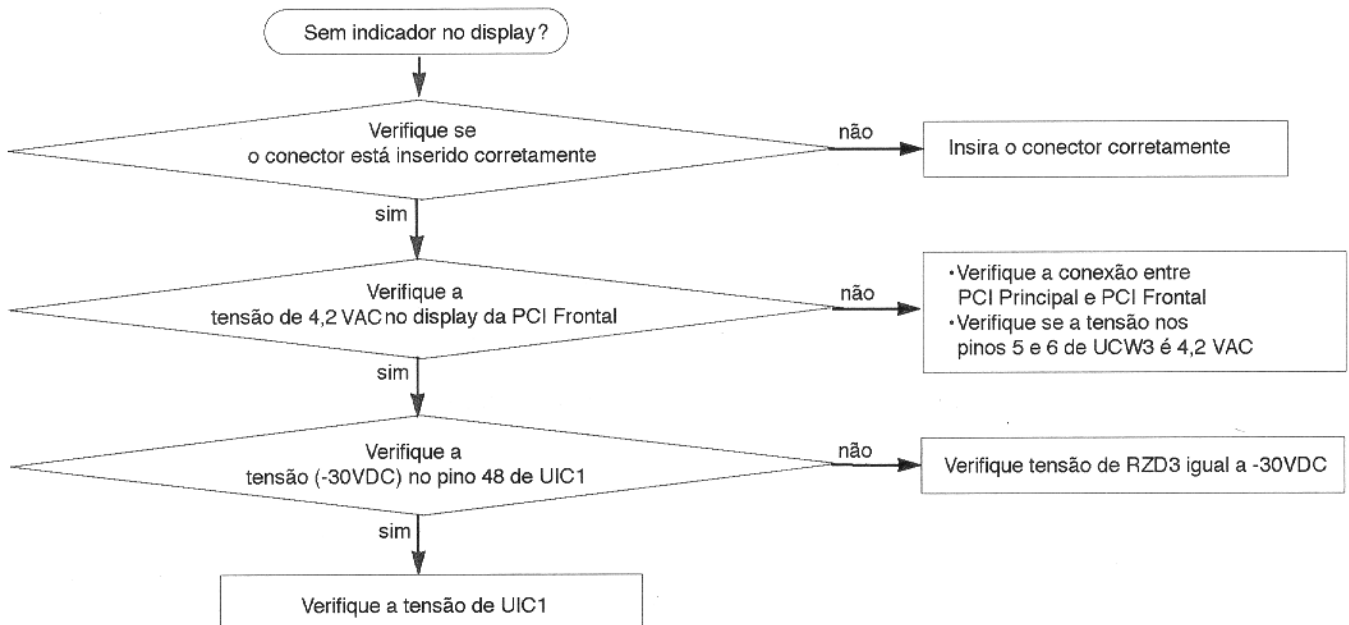 Sem indicador no display?
Verifique se
o conector está inserido corretamente
não
Insira o conector corretamente
sim
Verifique a
tensão de 4,2 VAC no display da PCI Frontal
não
•Verifique a conexão entre
PCI Principal e PCI Frontal
•Verifique se a tensão nos
pinos 5 e 6 de UCW3 é 4,2 VAC
sim
Verifique a
tensão (-30VDC) no pino 48 de UIC1
não
Verifique tensão de RZD3 igual a -30VDC
sim
Verifique a tensão de UIC1